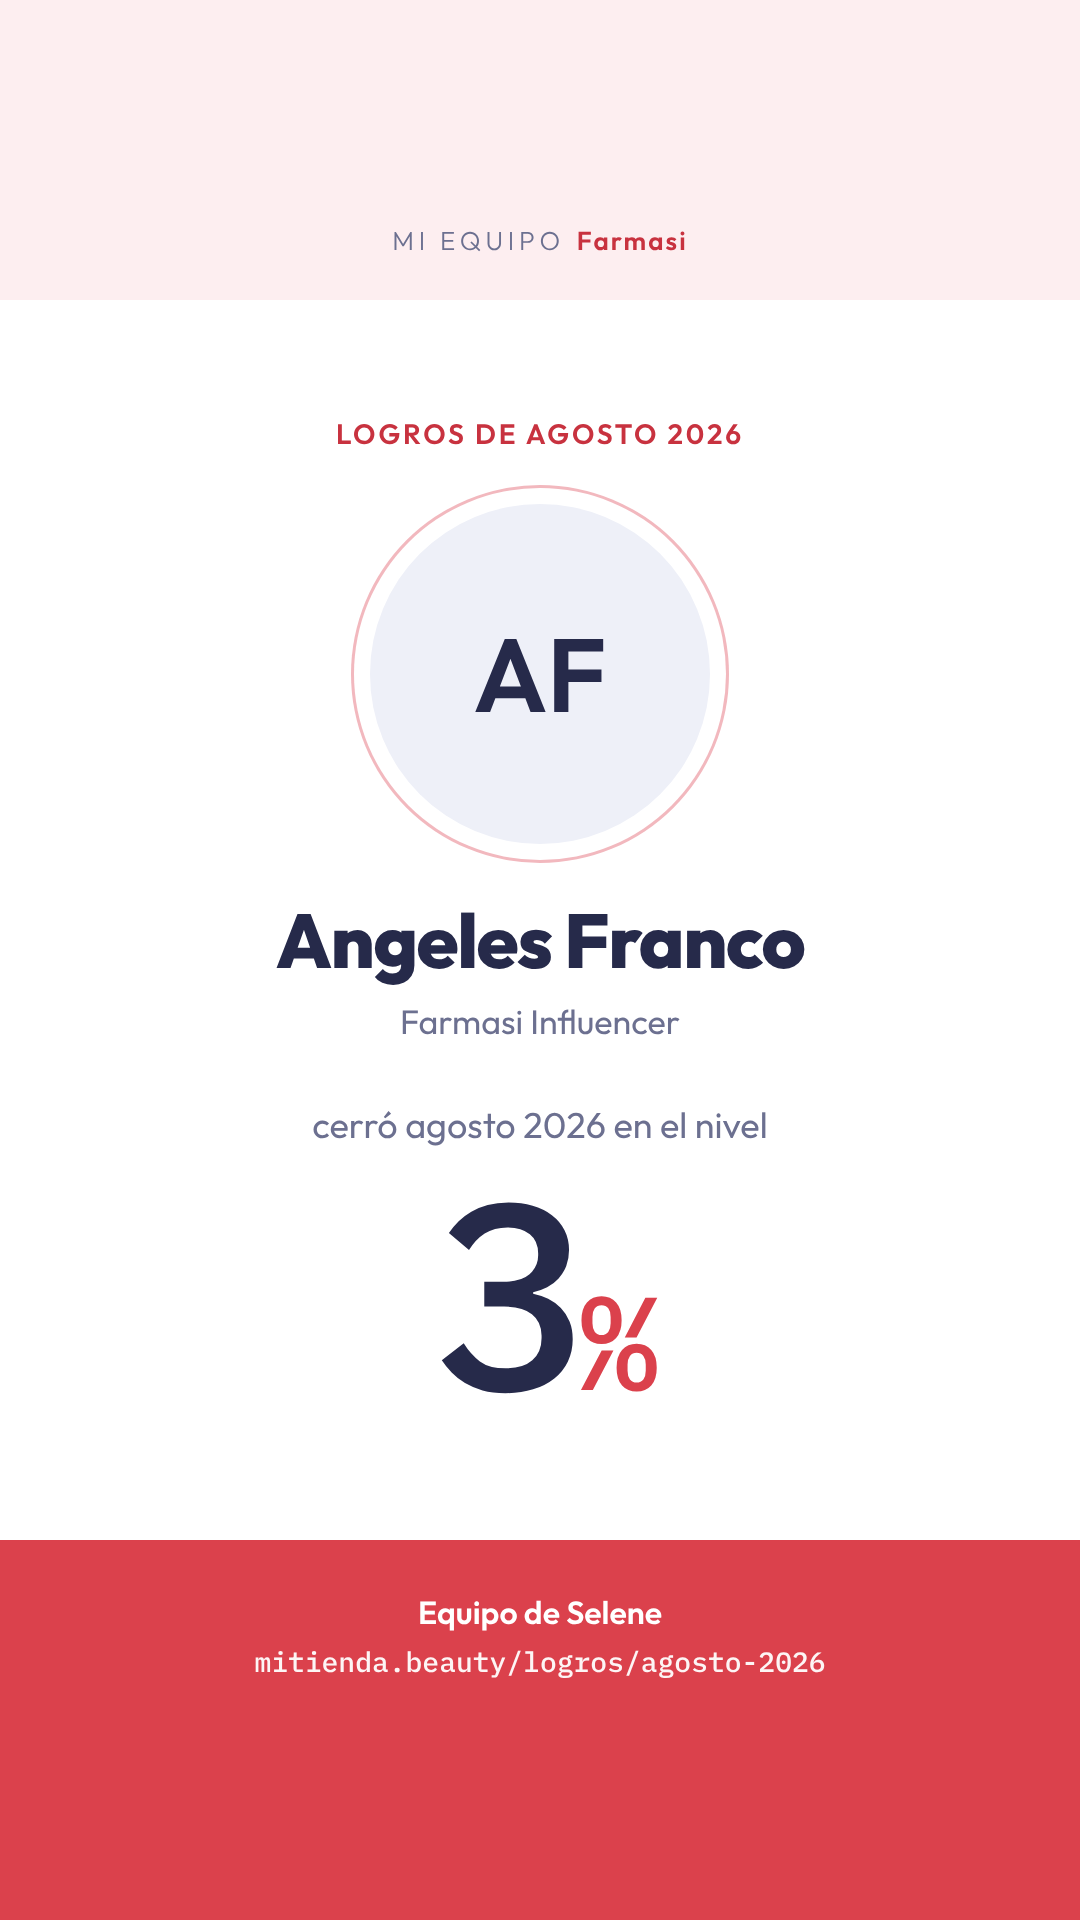 MI EQUIPO Farmasi
LOGROS DE AGOSTO 2026
AF
Angeles Franco
Farmasi Influencer
cerró agosto 2026 en el nivel
3%
Equipo de Selene
mitienda.beauty/logros/agosto-2026